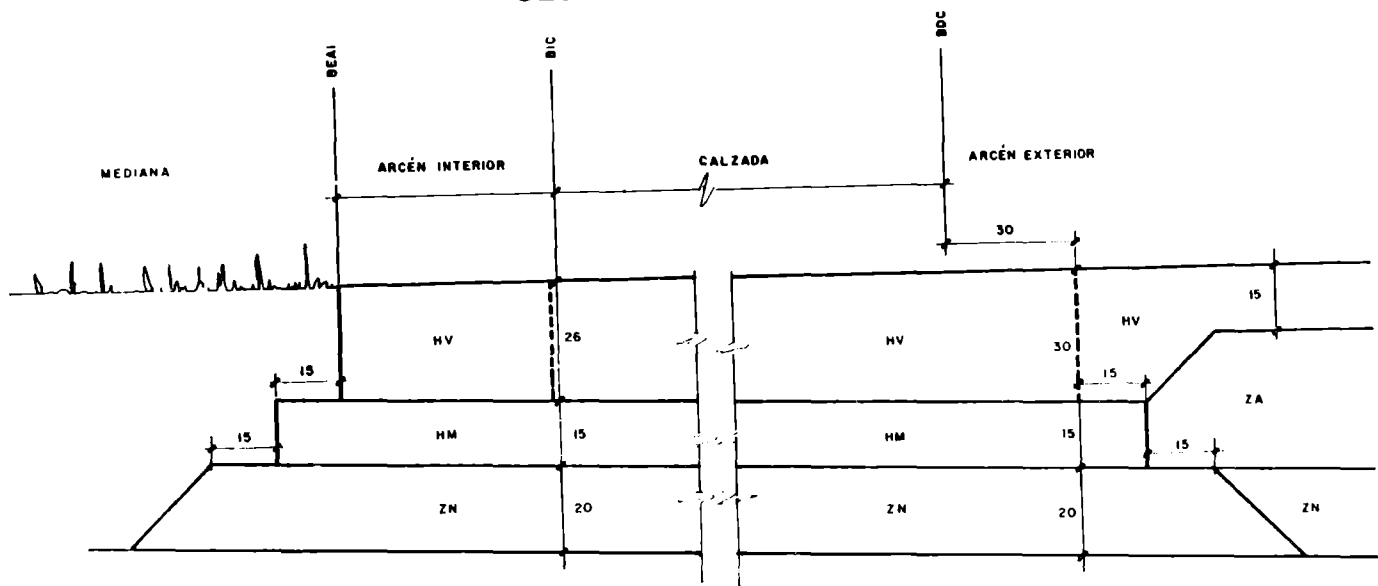 BEAI
BIC
BDC
MEDIANA
ARCÉN INTERIOR
CALZADA
ARCÉN EXTERIOR
30
15
HV
26
HV
30
HV
15
15
ZA
15
HM
15
HM
15
15
ZN
20
ZN
20
ZN